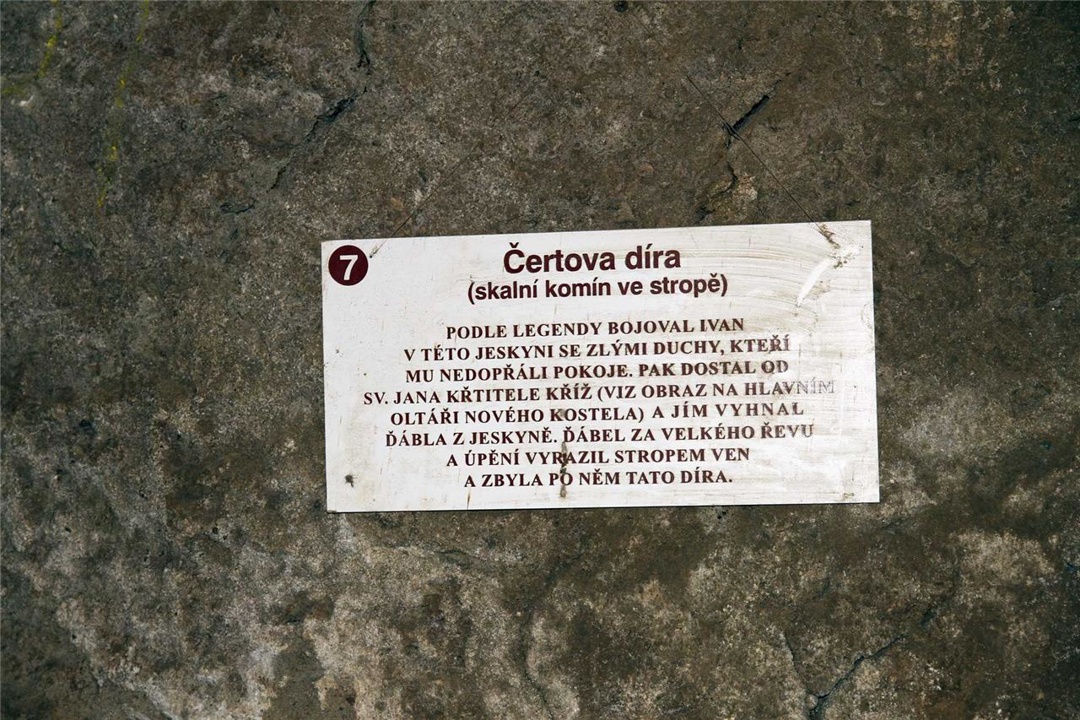 7
Čertova díra
(skalní komín ve stropě)
PODLE LEGENDY BOJOVAL IVAN
V TÉTO JESKYNI SE ZLÝMI DUCHY, KTEŘÍ
MU NEDOPŘÁLI POKOJE. PAK DOSTAL OD
SV. JANA KŘTITELE KŘÍŽ (VIZ OBRAZ NA HLAVNÍM
OLTÁŘI NOVÉHO KOSTELA) A JÍM VYHNAL
ĎÁBLA Z JESKYNĚ. ĎÁBEL ZA VELKÉHO ŘEVU
A ÚPĚNÍ VYRAZIL STROPEM VEN
A ZBYLA PO NĚM TATO DÍRA.